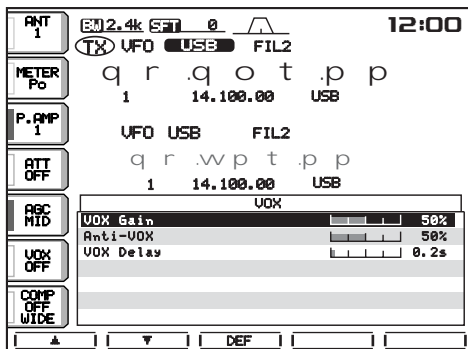 ANT
1
BW 2.4k SFT 0
12:00
TX VFO USB FIL2
METER
Po
q r .q o t .p p
1 14.100.00 USB
P.AMP
1
VFO USB FIL2
ATT
OFF
q r .w p t .p p
1 14.100.00 USB
AGC
MID
VOX
VOX Gain 50%
Anti-VOX 50%
VOX Delay 0.2s
VOX
OFF
COMP
OFF
WIDE
DEF